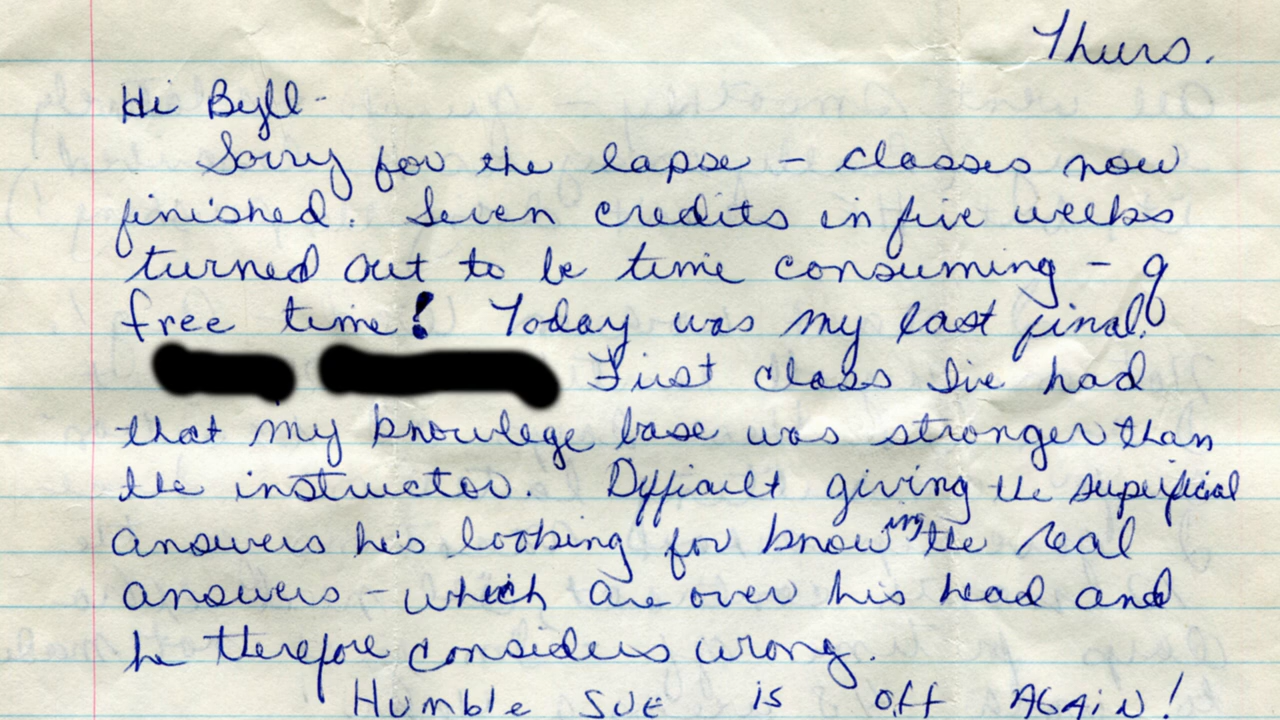 Thurs.
Hi Byll-
Sorry for the lapse - classes now
finished. Seven credits in five weeks
turned out to be time consuming - 9
free time! Today was my last final.
First class I've had
that my knowlege base was stronger than
the instructor. Difficult giving the superficial
answers he's looking for knowing the real
answers - which are over his head and
he therefore considers wrong.
Humble SUE is off AGAiN!